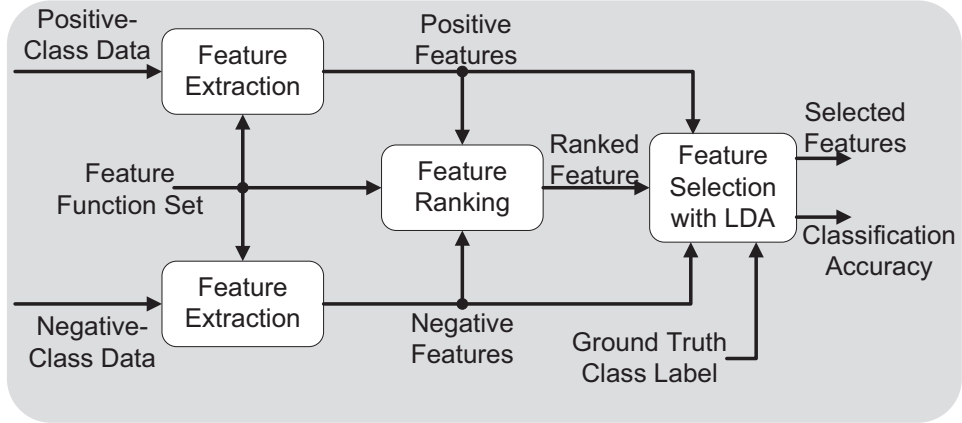 Positive-
Class Data
Feature
Extraction
Positive
Features
Feature
Function Set
Feature
Ranking
Ranked
Feature
Feature
Selection
with LDA
Selected
Features
Classification
Accuracy
Negative-
Class Data
Feature
Extraction
Negative
Features
Ground Truth
Class Label